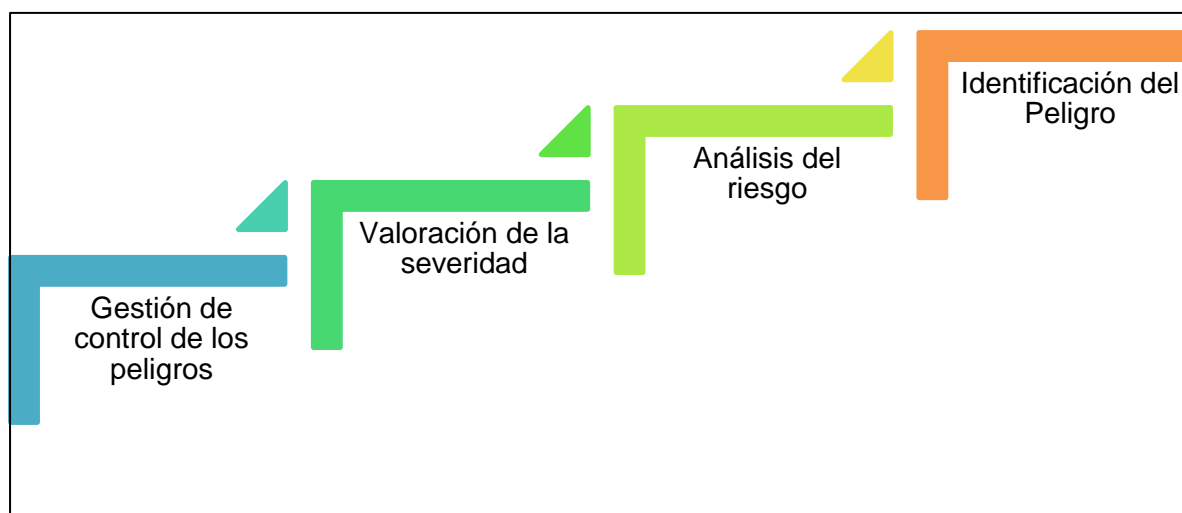 Identificación del
Peligro
Análisis del
riesgo
Valoración de la
severidad
Gestión de
control de los
peligros